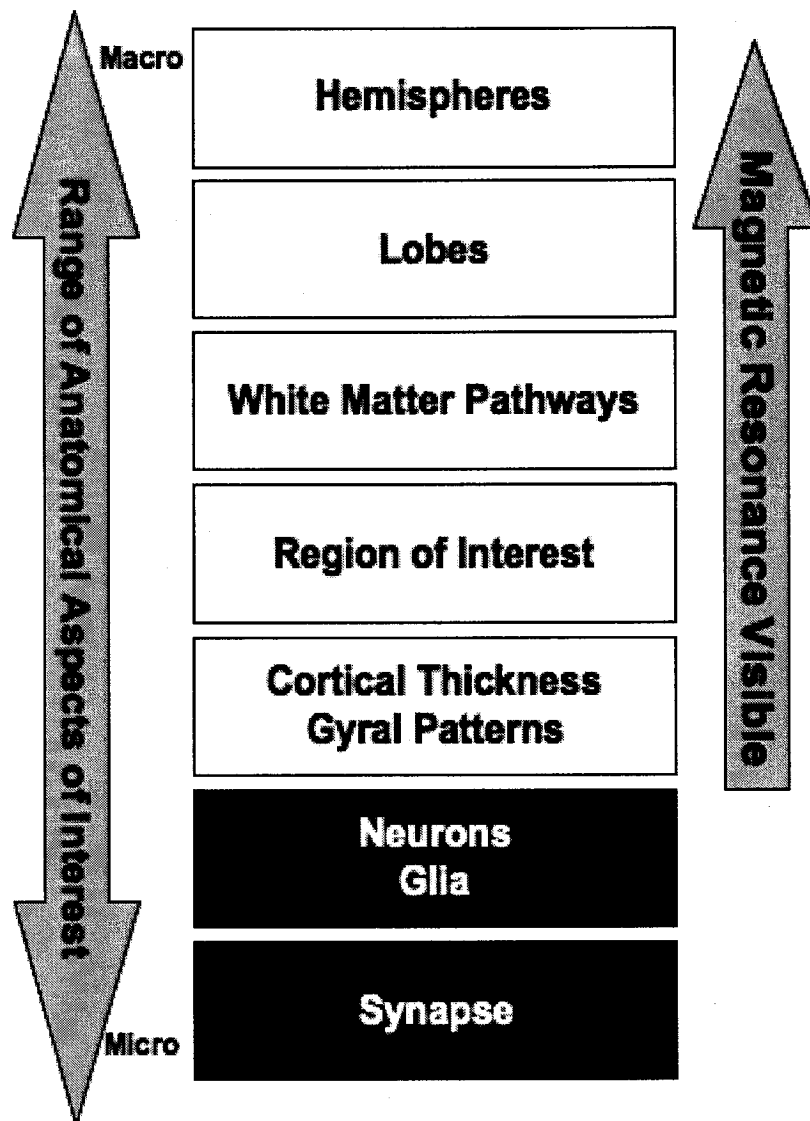 Macro
Hemispheres
Lobes
White Matter Pathways
Region of Interest
Cortical Thickness
Gyral Patterns
Neurons
Glia
Synapse
Micro
Range of Anatomical Aspects of Interest
Magnetic Resonance Visible